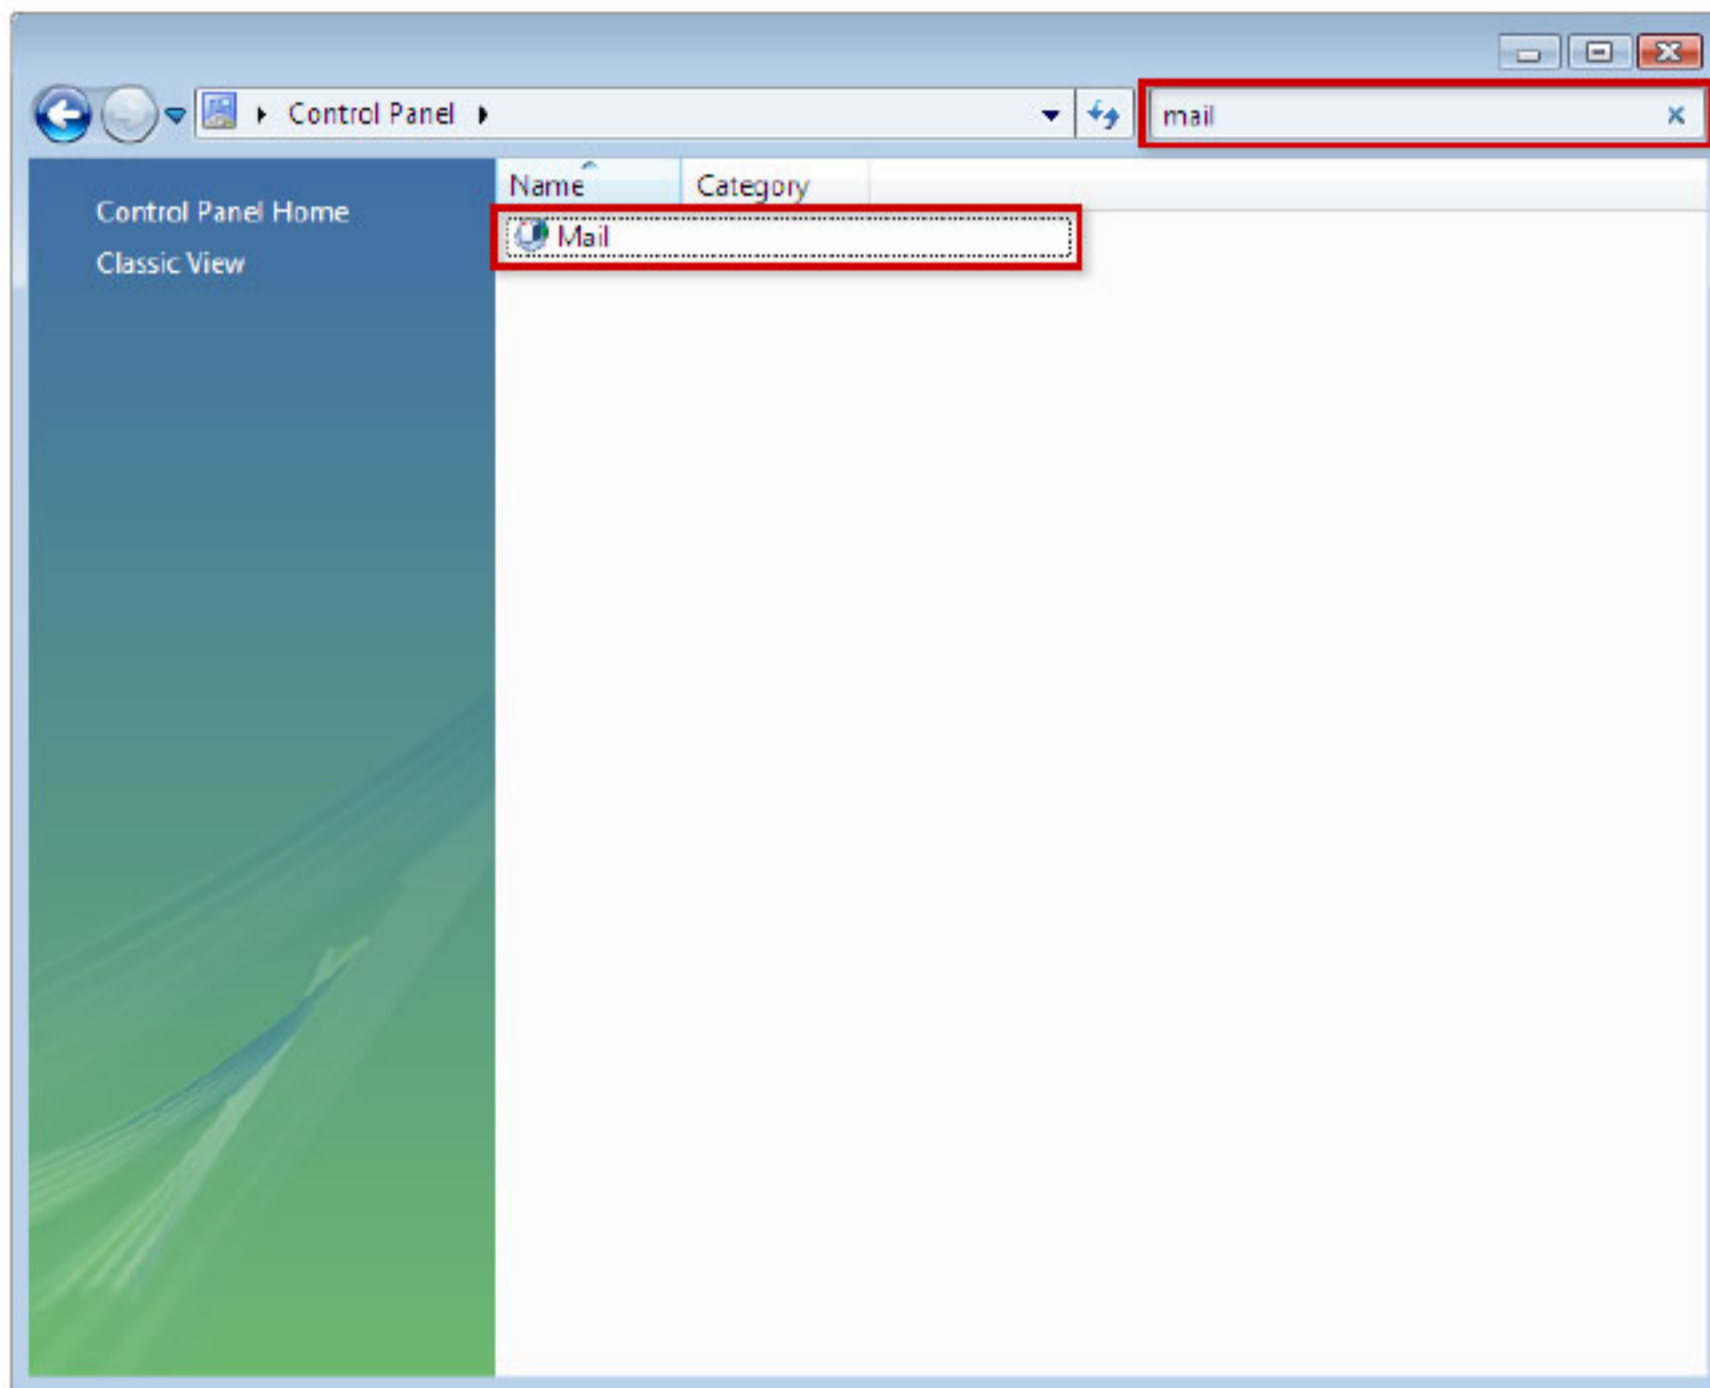 Control Panel
mail
Control Panel Home
Classic View
Name Category
Mail